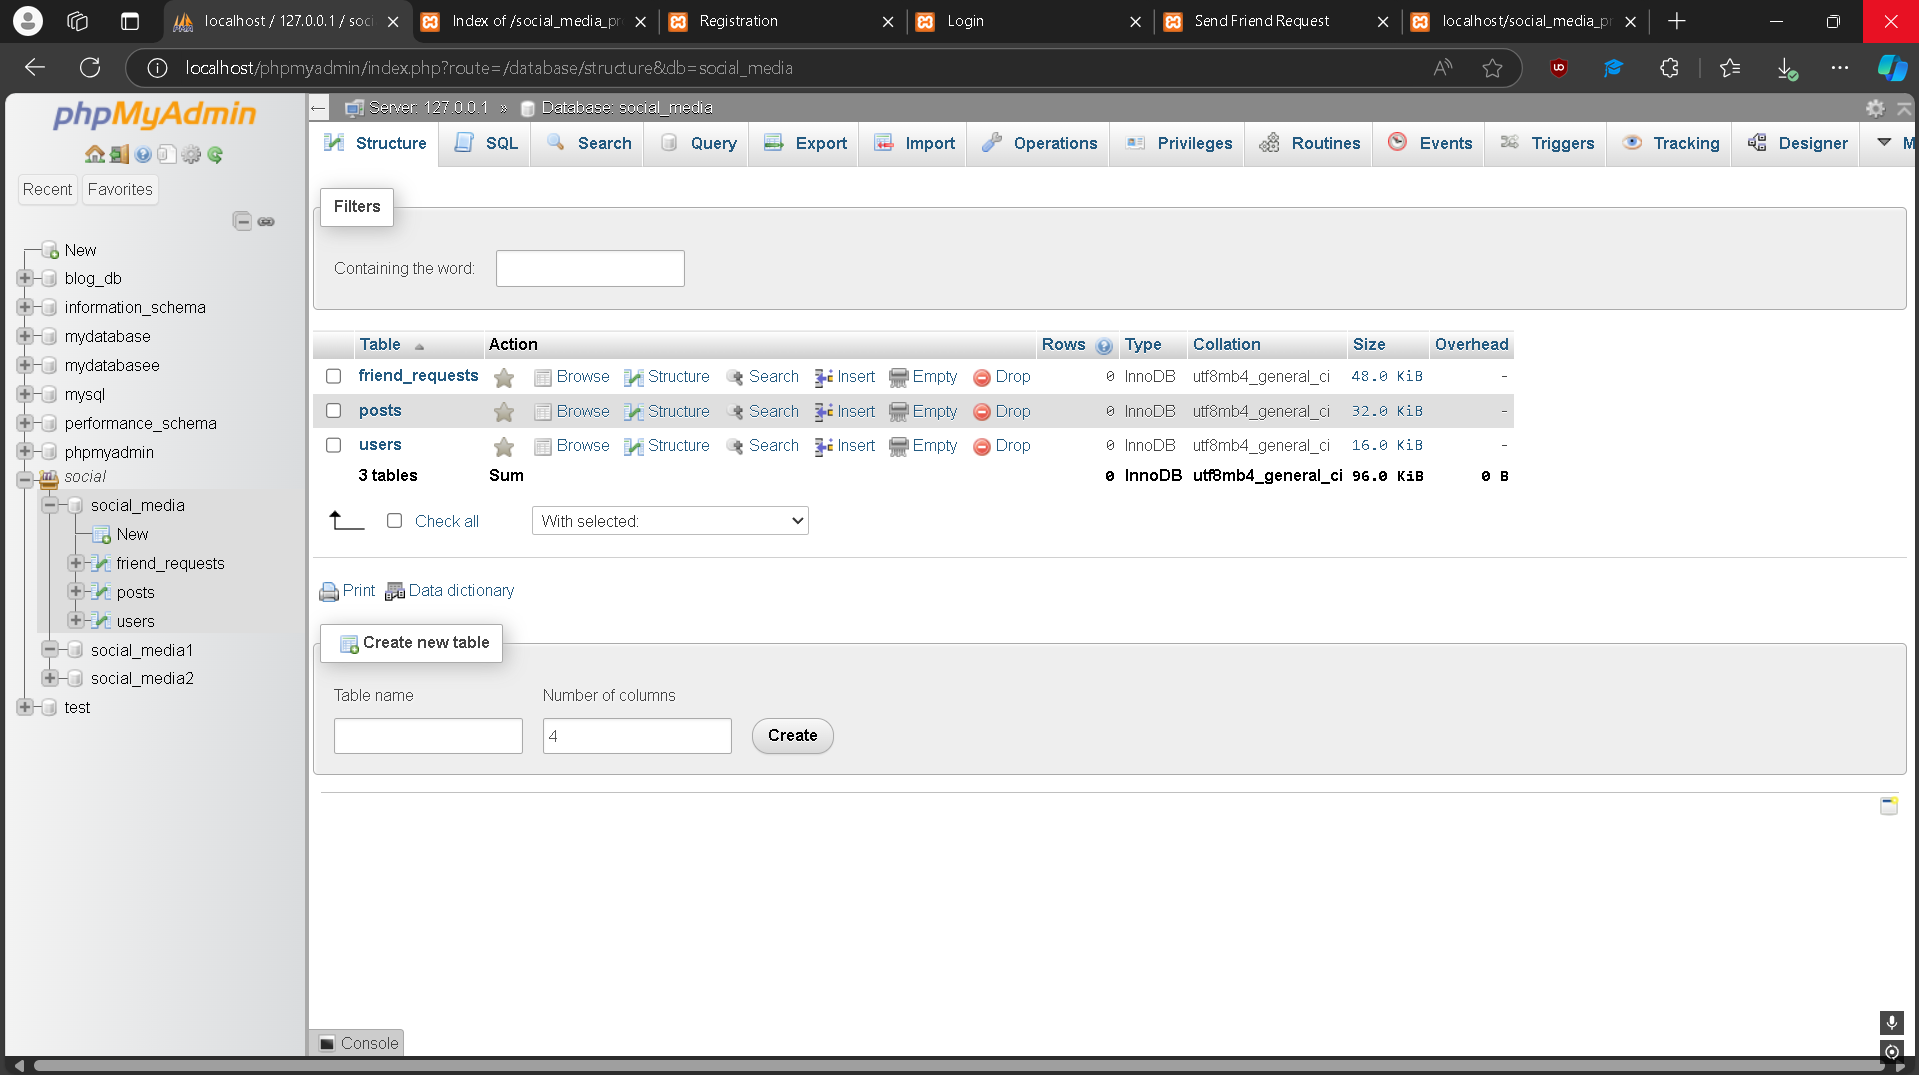 localhost / 127.0.0.1 / soci
Index of /social_media_pr
Registration
Login
Send Friend Request
localhost/social_media_pr
localhost/phpmyadmin/index.php?route=/database/structure&db=social_media
phpMyAdmin
Recent Favorites
New
blog_db
information_schema
mydatabase
mydatabasee
mysql
performance_schema
phpmyadmin
social
social_media
New
friend_requests
posts
users
social_media1
social_media2
test
Server: 127.0.0.1 » Database: social_media
Structure SQL Search Query Export Import Operations Privileges Routines Events Triggers Tracking Designer M
Filters
Containing the word:
Table Action Rows Type Collation Size Overhead
friend_requests Browse Structure Search Insert Empty Drop 0 InnoDB utf8mb4_general_ci 48.0 KiB -
posts Browse Structure Search Insert Empty Drop 0 InnoDB utf8mb4_general_ci 32.0 KiB -
users Browse Structure Search Insert Empty Drop 0 InnoDB utf8mb4_general_ci 16.0 KiB -
3 tables Sum 0 InnoDB utf8mb4_general_ci 96.0 KiB 0 B
Check all With selected:
Print Data dictionary
Create new table
Table name Number of columns
4 Create
Console